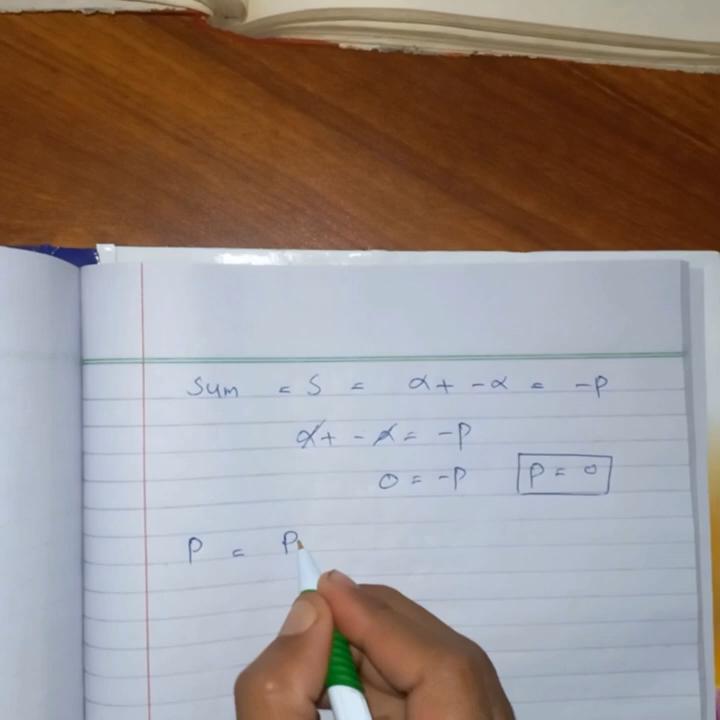 Sum = S = α + - α = -P
α + - α = -P
0 = -P P = 0
P = P